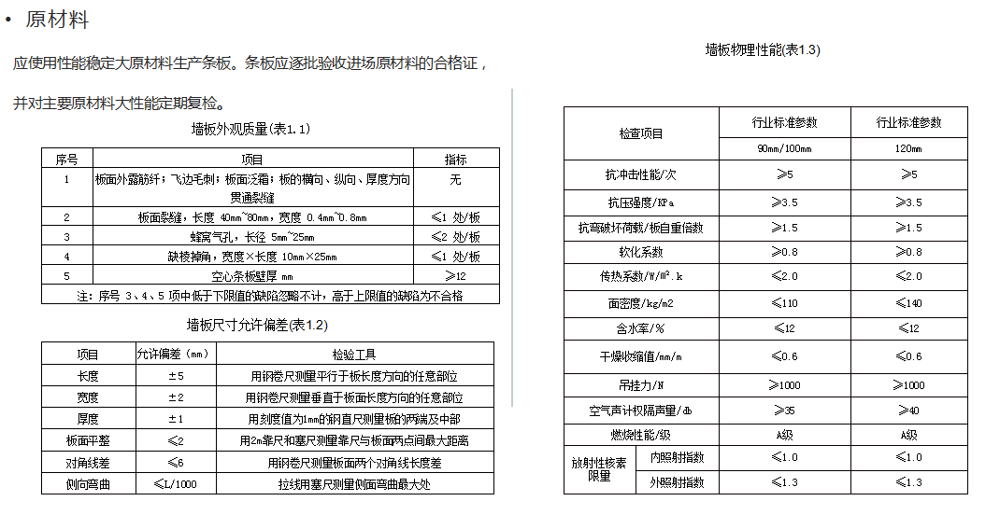 • 原材料
应使用性能稳定大原材料生产条板。条板应逐批验收进场原材料的合格证，
并对主要原材料大性能定期复检。
墙板外观质量(表1.1)
序号 项目 指标
1 板面外露筋纤；飞边毛刺；板面泛霜；板的横向、纵向、厚度方向 无
贯通裂缝
2 板面裂缝，长度 40mm~80mm，宽度 0.4mm~0.8mm ≤1 处/板
3 蜂窝气孔，长径 5mm~25mm ≤2 处/板
4 缺棱掉角，宽度×长度 10mm×25mm ≤1 处/板
5 空心条板壁厚 mm ≥12
注：序号 3、4、5 项中低于下限值的缺陷忽略不计，高于上限值的缺陷为不合格
墙板尺寸允许偏差(表1.2)
项目 允许偏差（mm） 检验工具
长度 ±5 用钢卷尺测量平行于板长度方向的任意部位
宽度 ±2 用钢卷尺测量垂直于板面长度方向的任意部位
厚度 ±1 用刻度值为1mm的钢直尺测量板的两端及中部
板面平整 ≤2 用2m靠尺和塞尺测量靠尺与板面两点间最大距离
对角线差 ≤6 用钢卷尺测量板面两个对角线长度差
侧向弯曲 ≤L/1000 拉线用塞尺测量侧面弯曲最大处
墙板物理性能(表1.3)
检查项目 行业标准参数 行业标准参数
90mm/100mm 120mm
抗冲击性能/次 ≥5 ≥5
抗压强度/KPa ≥3.5 ≥3.5
抗弯破坏荷载/板自重倍数 ≥1.5 ≥1.5
软化系数 ≥0.8 ≥0.8
传热系数/W/㎡.k ≤2.0 ≤2.0
面密度/kg/m2 ≤110 ≤140
含水率/% ≤12 ≤12
干燥收缩值/mm/m ≤0.6 ≤0.6
吊挂力/N ≥1000 ≥1000
空气声计权隔声量/db ≥35 ≥40
燃烧性能/级 A级 A级
放射性核素限量 内照射指数 ≤1.0 ≤1.0
外照射指数 ≤1.3 ≤1.3